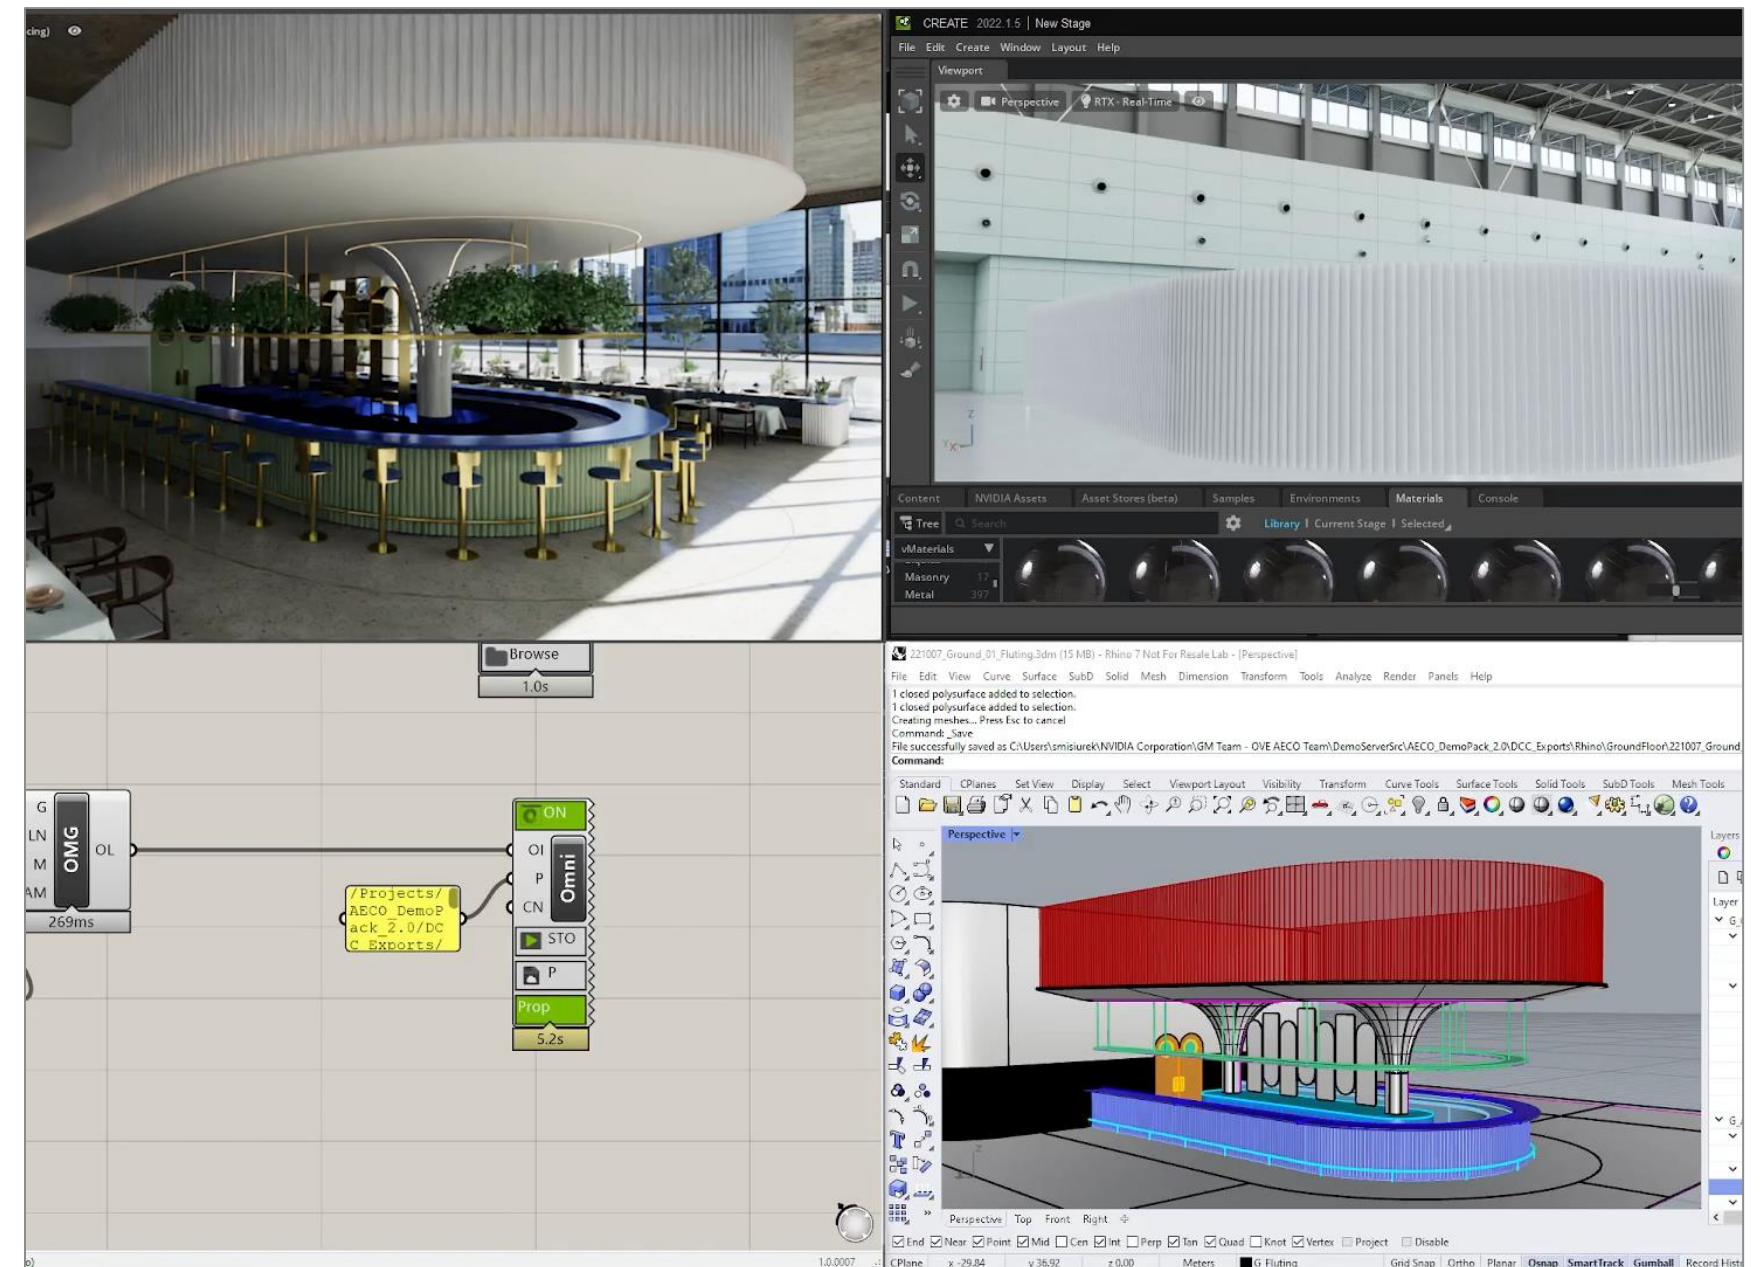 cing)
CREATE 2022.1.5 | New Stage
File Edit Create Window Layout Help
Viewport
Perspective RTX - Real-Time
Content NVIDIA Assets Asset Stores (beta) Samples Environments Materials Console
Tree Search Library | Current Stage | Selected
vMaterials
Masonry 17
Metal 397
Z
Browse
1.0s
G
LN
M
AM
OMG
OL
269ms
/Projects/
AECO_DemoP
ack_2.0/DC
C_Exports/
ON
OI
P
CN
Omni
STO
P
Prop
5.2s
1.0.0007
221007_Ground_01_Fluting.3dm (15 MB) - Rhino 7 Not For Resale Lab - [Perspective]
File Edit View Curve Surface SubD Solid Mesh Dimension Transform Tools Analyze Render Panels Help
1 closed polysurface added to selection.
1 closed polysurface added to selection.
Creating meshes... Press Esc to cancel
Command: _Save
File successfully saved as C:\Users\smisiurek\NVIDIA Corporation\GM Team - OVE AECO Team\DemoServerSrc\AECO_DemoPack_2.0\DCC_Exports\Rhino\GroundFloor\221007_Ground_
Command:
Standard CPlanes Set View Display Select Viewport Layout Visibility Transform Curve Tools Surface Tools Solid Tools SubD Tools Mesh Tools
Perspective
Layers
Layer
G_
G_
Perspective Top Front Right
End Near Point Mid Cen Int Perp Tan Quad Knot Vertex Project Disable
CPlane x -29.84 y 36.92 z 0.00 Meters G_Fluting Grid Snap Ortho Planar Osnap SmartTrack Gumball Record Hist